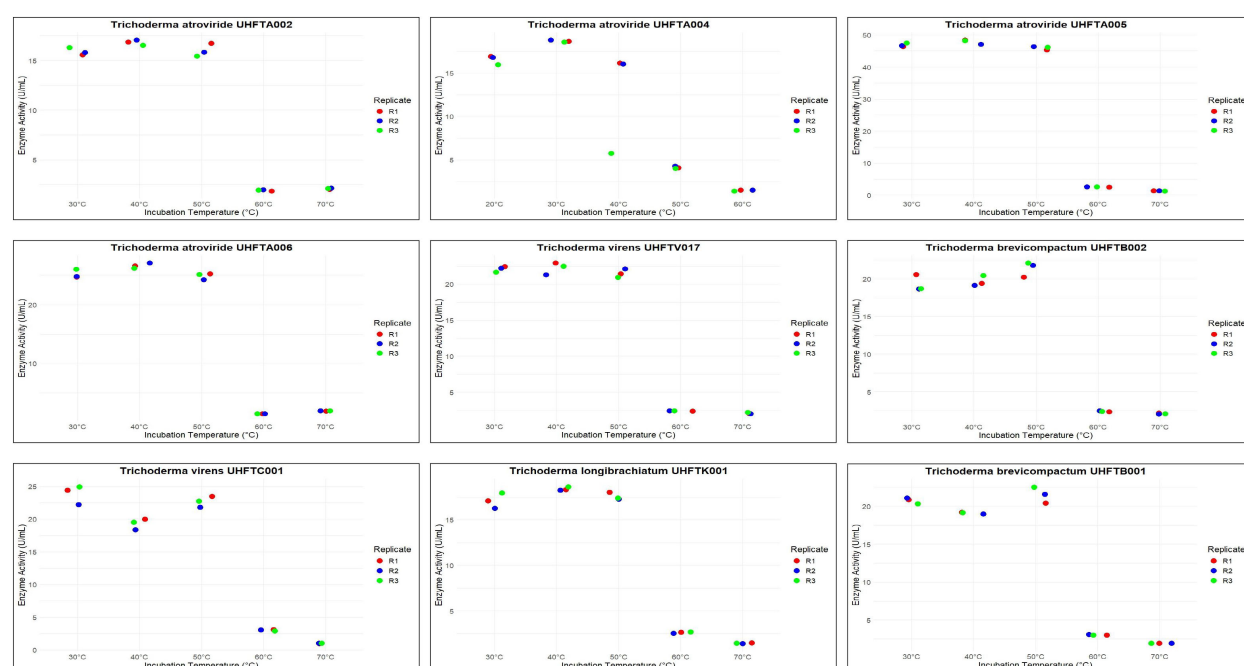 Trichoderma atroviride UHFTA002
Enzyme Activity (U/mL)
15
10
5
30°C 40°C 50°C 60°C 70°C
Incubation Temperature (°C)
Replicate
R1
R2
R3
Trichoderma atroviride UHFTA004
Enzyme Activity (U/mL)
15
10
5
20°C 30°C 40°C 50°C 60°C
Incubation Temperature (°C)
Replicate
R1
R2
R3
Trichoderma atroviride UHFTA005
Enzyme Activity (U/mL)
50
40
30
20
10
0
30°C 40°C 50°C 60°C 70°C
Incubation Temperature (°C)
Replicate
R1
R2
R3
Trichoderma atroviride UHFTA006
Enzyme Activity (U/mL)
20
10
30°C 40°C 50°C 60°C 70°C
Incubation Temperature (°C)
Replicate
R1
R2
R3
Trichoderma virens UHFTV017
Enzyme Activity (U/mL)
20
15
10
5
30°C 40°C 50°C 60°C 70°C
Incubation Temperature (°C)
Replicate
R1
R2
R3
Trichoderma brevicompactum UHFTB002
Enzyme Activity (U/mL)
20
15
10
5
30°C 40°C 50°C 60°C 70°C
Incubation Temperature (°C)
Replicate
R1
R2
R3
Trichoderma virens UHFTC001
Enzyme Activity (U/mL)
25
20
15
10
5
0
30°C 40°C 50°C 60°C 70°C
Incubation Temperature (°C)
Replicate
R1
R2
R3
Trichoderma longibrachiatum UHFTK001
Enzyme Activity (U/mL)
15
10
5
30°C 40°C 50°C 60°C 70°C
Incubation Temperature (°C)
Replicate
R1
R2
R3
Trichoderma brevicompactum UHFTB001
Enzyme Activity (U/mL)
20
15
10
5
30°C 40°C 50°C 60°C 70°C
Incubation Temperature (°C)
Replicate
R1
R2
R3